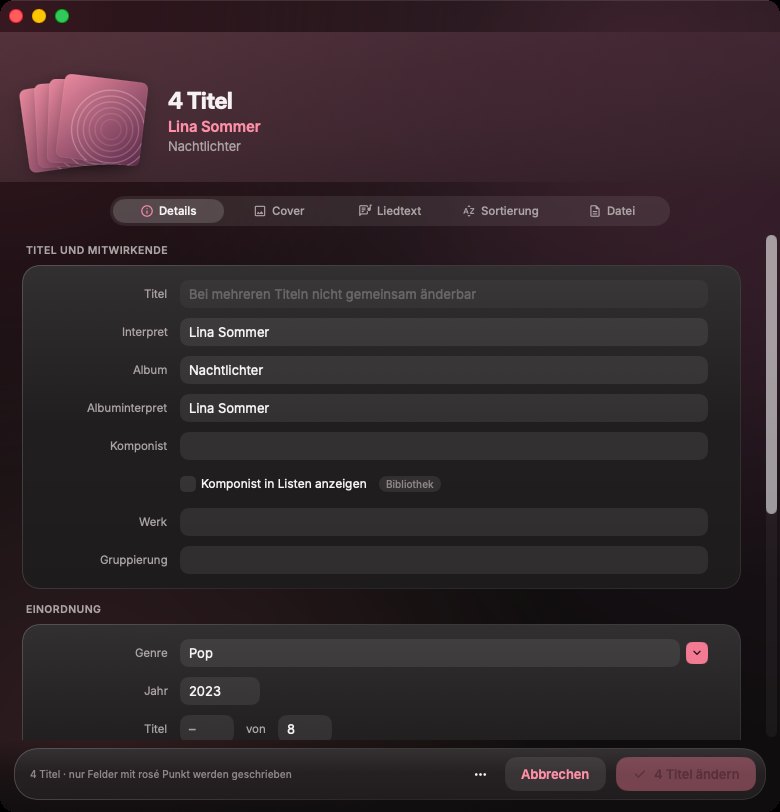 4 Titel
Lina Sommer
Nachtlichter
Details Cover Liedtext Sortierung Datei
TITEL UND MITWIRKENDE
Titel Bei mehreren Titeln nicht gemeinsam änderbar
Interpret Lina Sommer
Album Nachtlichter
Albuminterpret Lina Sommer
Komponist
Komponist in Listen anzeigen Bibliothek
Werk
Gruppierung
EINORDNUNG
Genre Pop
Jahr 2023
Titel – von 8
4 Titel · nur Felder mit rosé Punkt werden geschrieben ··· Abbrechen 4 Titel ändern